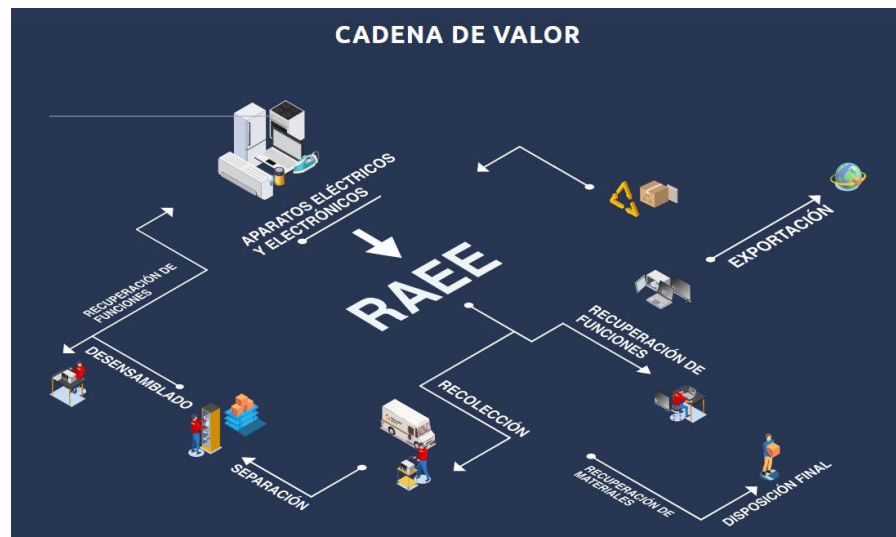 CADENA DE VALOR
APARATOS ELÉCTRICOS
Y ELECTRÓNICOS
RAEE
EXPORTACIÓN
RECUPERACIÓN DE
FUNCIONES
RECUPERACIÓN DE
FUNCIONES
DESENSAMBLADO
RECOLECCIÓN
SEPARACIÓN
RECUPERACIÓN DE
MATERIALES
DISPOSICIÓN FINAL